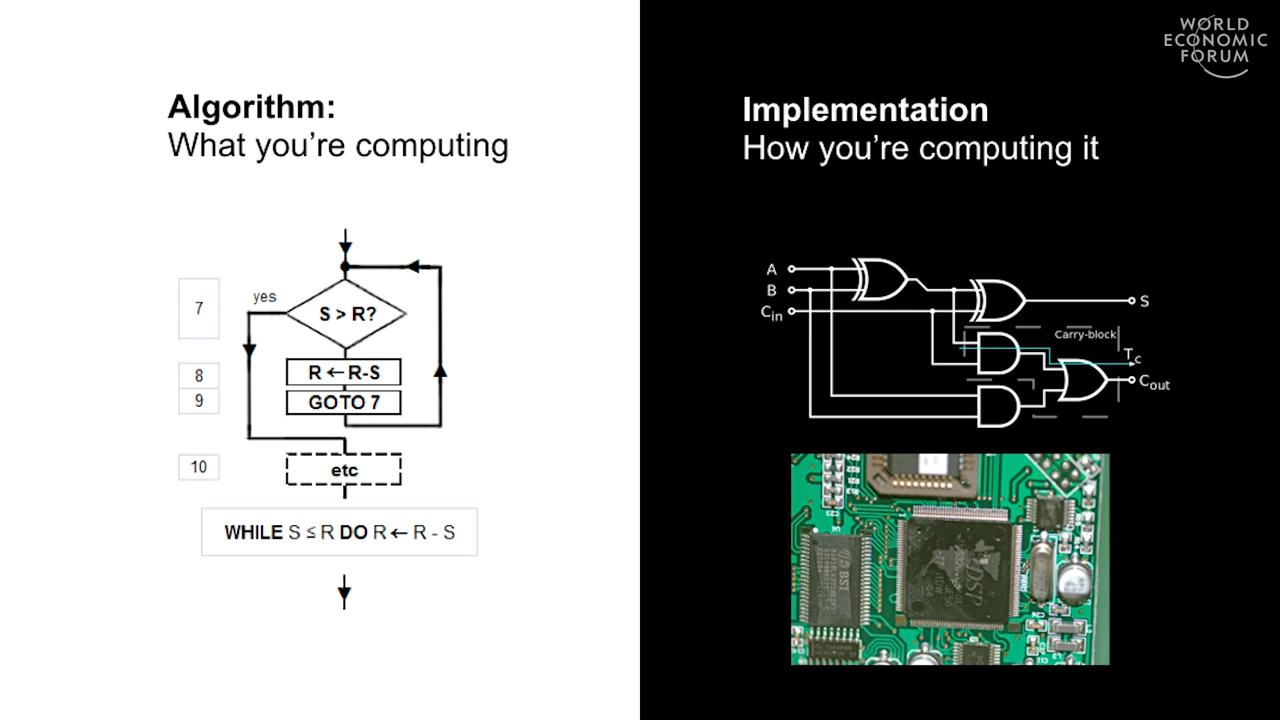 WORLD
ECONOMIC
FORUM
Algorithm:
What you're computing
7
yes
S > R?
8
R ← R-S
9
GOTO 7
10
etc
WHILE S ≤ R DO R ← R - S
Implementation
How you're computing it
A
B
Cin
S
Carry-block
Tc
Cout
BSI
DSP